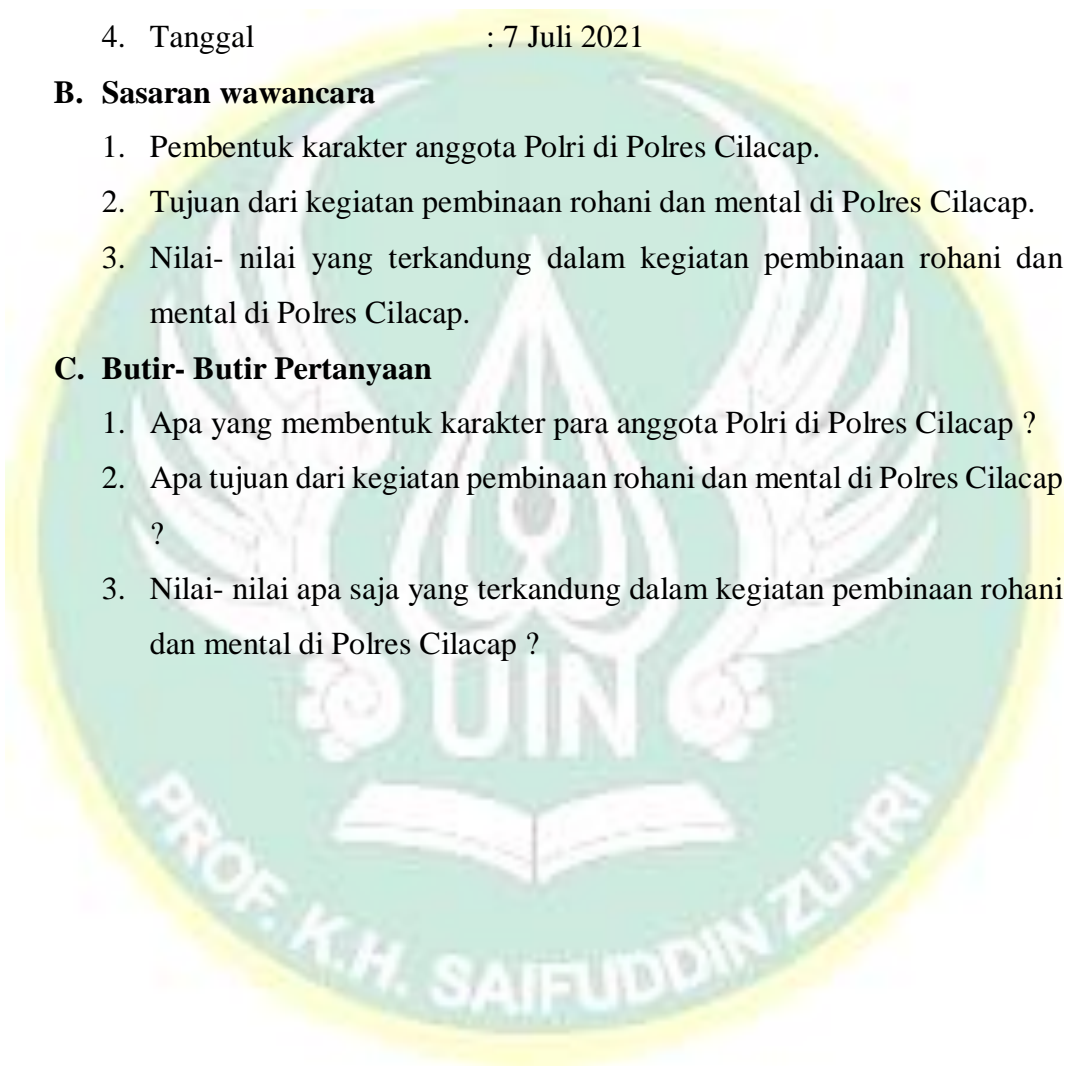 4. Tanggal : 7 Juli 2021
B. Sasaran wawancara
1. Pembentuk karakter anggota Polri di Polres Cilacap.
2. Tujuan dari kegiatan pembinaan rohani dan mental di Polres Cilacap.
3. Nilai- nilai yang terkandung dalam kegiatan pembinaan rohani dan
mental di Polres Cilacap.
C. Butir- Butir Pertanyaan
1. Apa yang membentuk karakter para anggota Polri di Polres Cilacap ?
2. Apa tujuan dari kegiatan pembinaan rohani dan mental di Polres Cilacap
?
3. Nilai- nilai apa saja yang terkandung dalam kegiatan pembinaan rohani
dan mental di Polres Cilacap ?
UIN
PROF. K.H. SAIFUDDIN ZUHRI